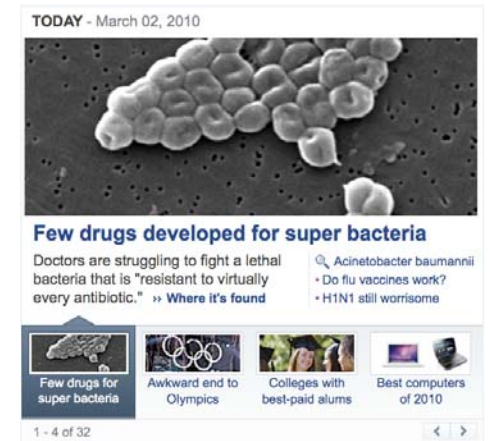 TODAY - March 02, 2010
Few drugs developed for super bacteria
Doctors are struggling to fight a lethal
bacteria that is "resistant to virtually
every antibiotic." » Where it's found
Acinetobacter baumannii
• Do flu vaccines work?
• H1N1 still worrisome
Few drugs for
super bacteria
Awkward end to
Olympics
Colleges with
best-paid alums
Best computers
of 2010
1 - 4 of 32